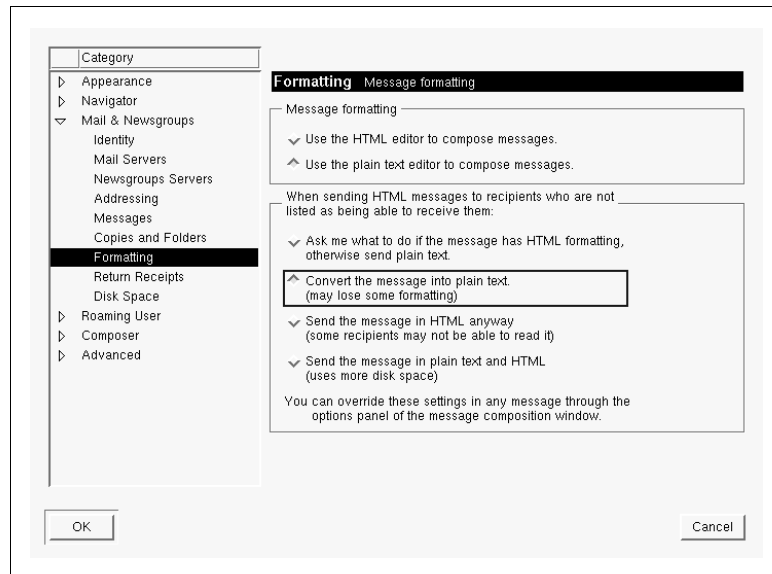 Category
Appearance
Navigator
Mail & Newsgroups
Identity
Mail Servers
Newsgroups Servers
Addressing
Messages
Copies and Folders
Formatting
Return Receipts
Disk Space
Roaming User
Composer
Advanced
Formatting Message formatting
Message formatting
Use the HTML editor to compose messages.
Use the plain text editor to compose messages.
When sending HTML messages to recipients who are not
listed as being able to receive them:
Ask me what to do if the message has HTML formatting,
otherwise send plain text.
Convert the message into plain text.
(may lose some formatting)
Send the message in HTML anyway
(some recipients may not be able to read it)
Send the message in plain text and HTML
(uses more disk space)
You can override these settings in any message through the
options panel of the message composition window.
OK
Cancel